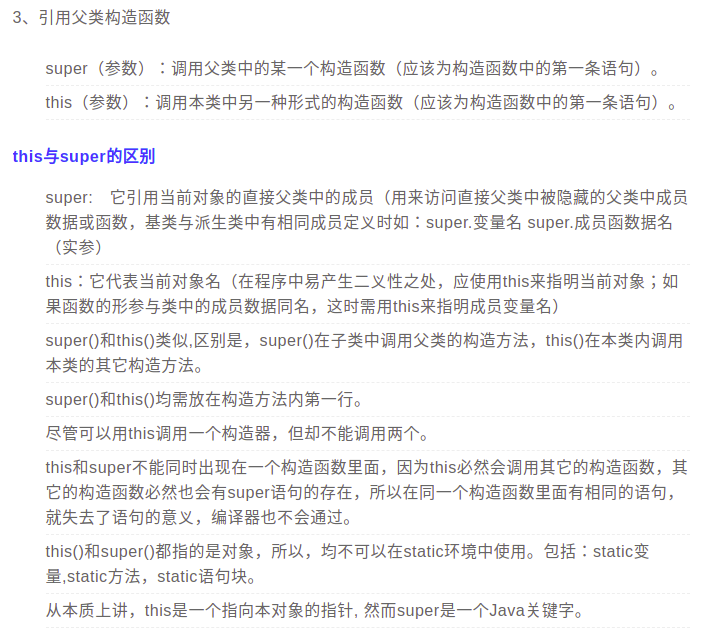 3、引用父类构造函数
super（参数）：调用父类中的某一个构造函数（应该为构造函数中的第一条语句）。
this（参数）：调用本类中另一种形式的构造函数（应该为构造函数中的第一条语句）。
this与super的区别
super:　它引用当前对象的直接父类中的成员（用来访问直接父类中被隐藏的父类中成员
数据或函数，基类与派生类中有相同成员定义时如：super.变量名 super.成员函数据名
（实参）
this：它代表当前对象名（在程序中易产生二义性之处，应使用this来指明当前对象；如
果函数的形参与类中的成员数据同名，这时需用this来指明成员变量名）
super()和this()类似,区别是，super()在子类中调用父类的构造方法，this()在本类内调用
本类的其它构造方法。
super()和this()均需放在构造方法内第一行。
尽管可以用this调用一个构造器，但却不能调用两个。
this和super不能同时出现在一个构造函数里面，因为this必然会调用其它的构造函数，其
它的构造函数必然也会有super语句的存在，所以在同一个构造函数里面有相同的语句，
就失去了语句的意义，编译器也不会通过。
this()和super()都指的是对象，所以，均不可以在static环境中使用。包括：static变
量,static方法，static语句块。
从本质上讲，this是一个指向本对象的指针, 然而super是一个Java关键字。